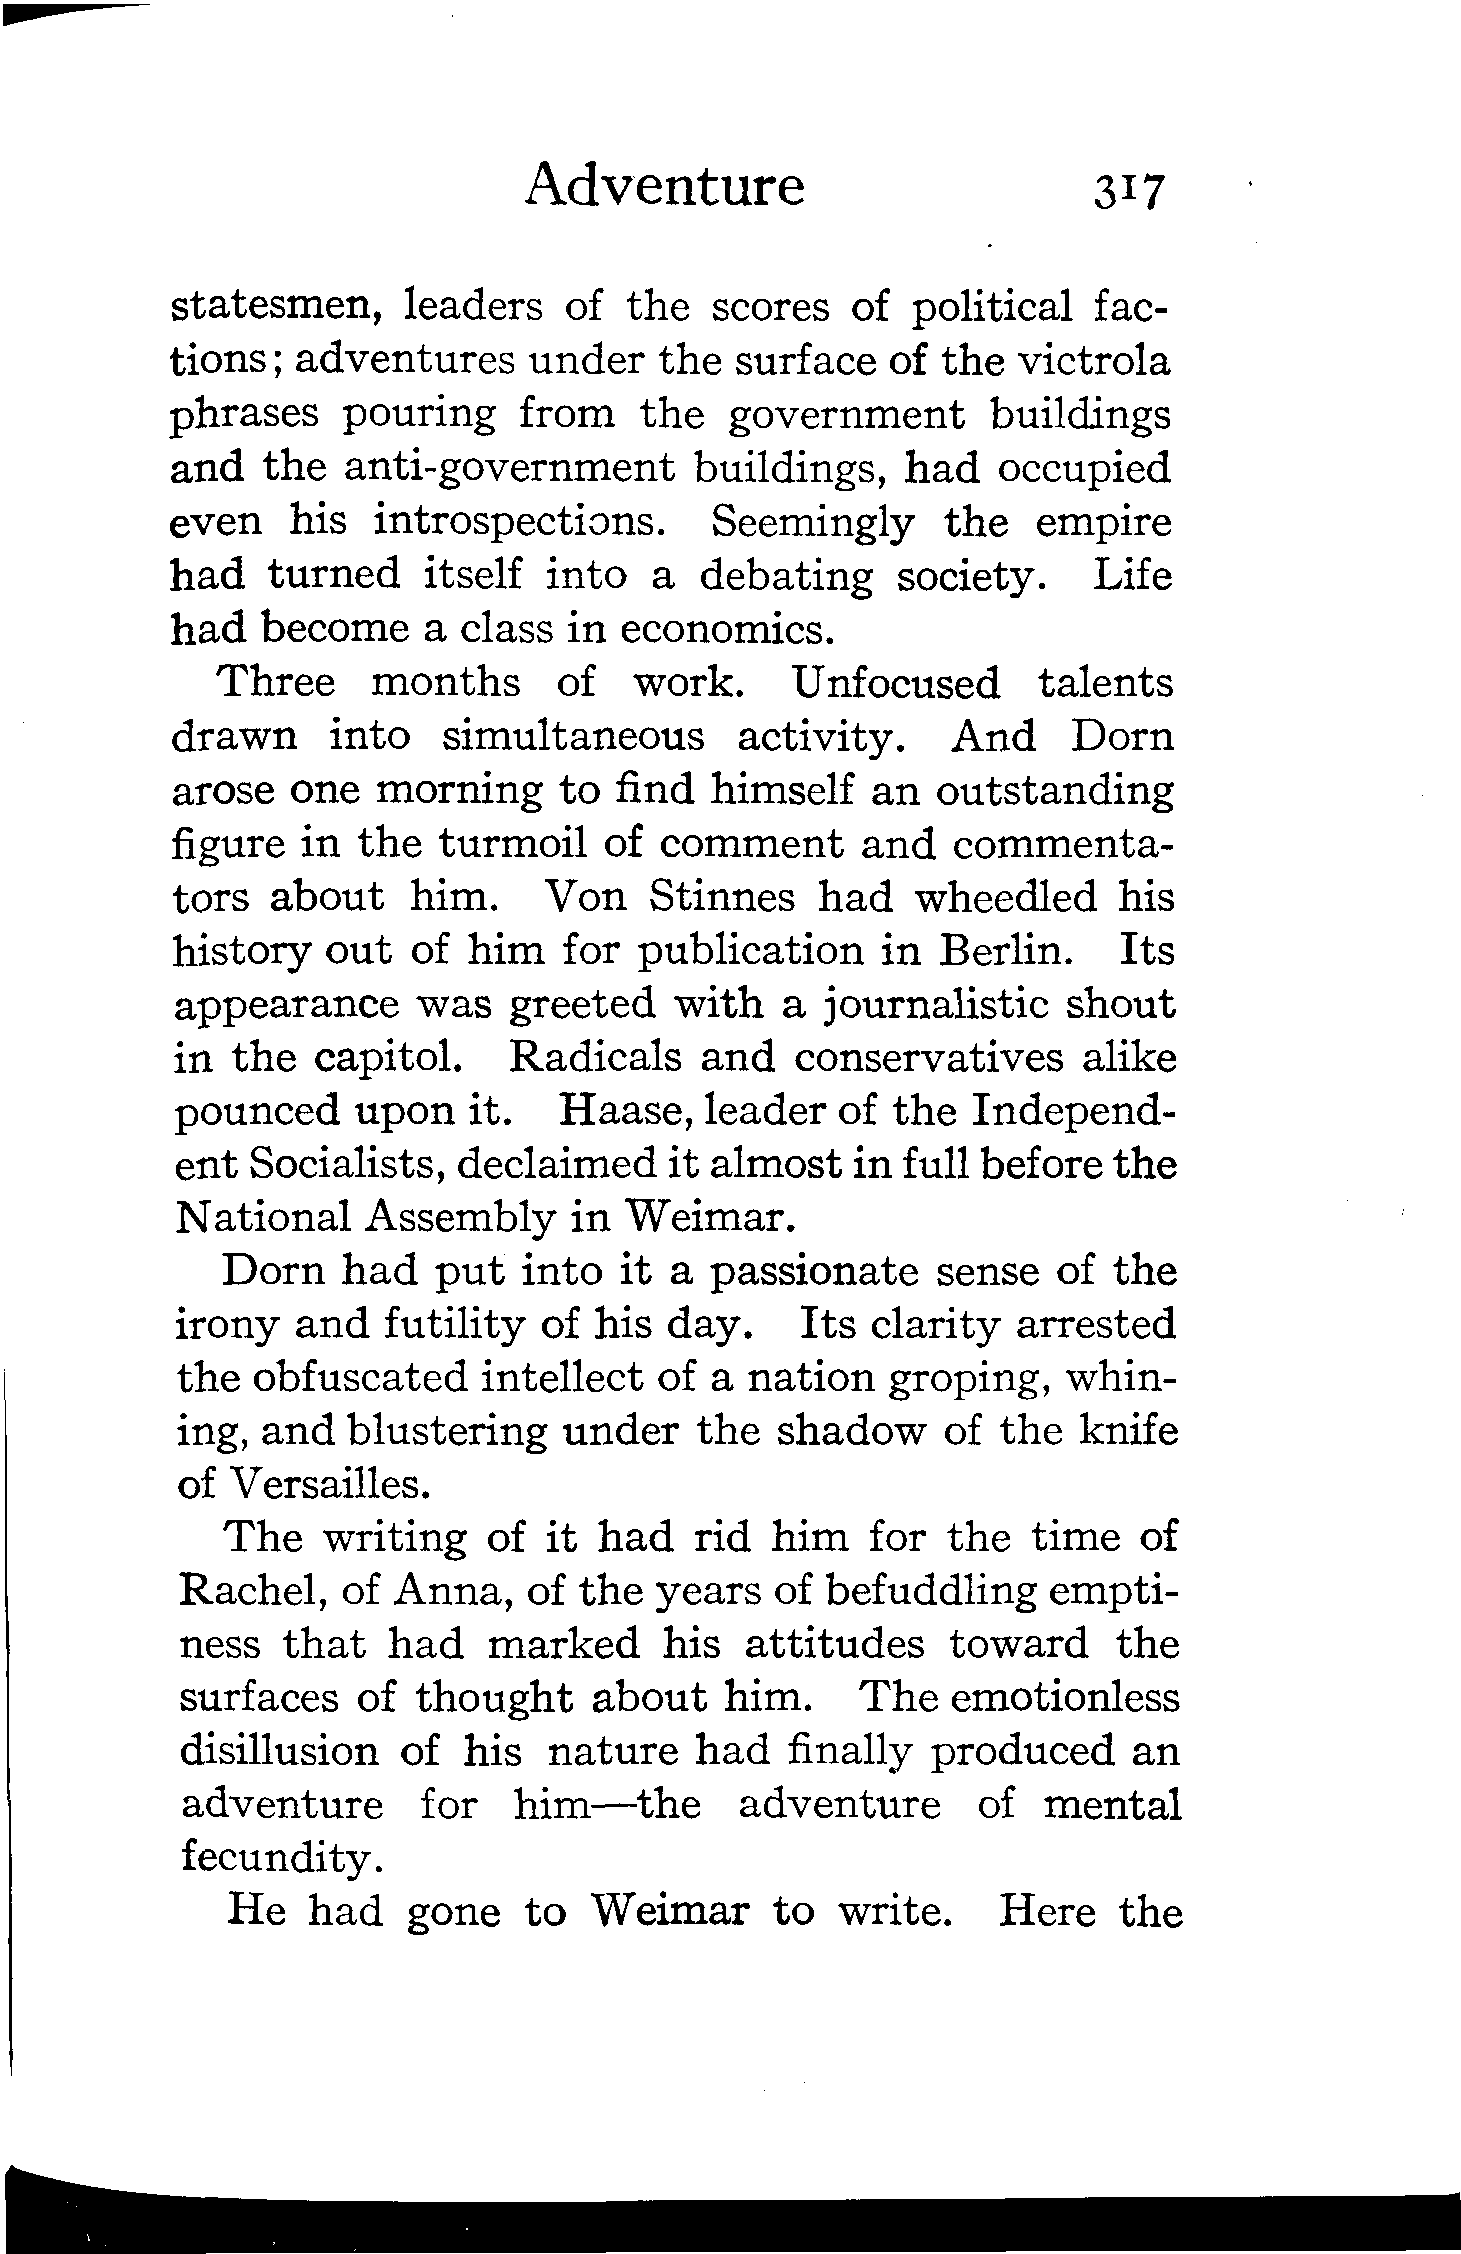 Adventure 317
statesmen, leaders of the scores of political fac-
tions; adventures under the surface of the victrola
phrases pouring from the government buildings
and the anti-government buildings, had occupied
even his introspections. Seemingly the empire
had turned itself into a debating society. Life
had become a class in economics.
Three months of work. Unfocused talents
drawn into simultaneous activity. And Dorn
arose one morning to find himself an outstanding
figure in the turmoil of comment and commenta-
tors about him. Von Stinnes had wheedled his
history out of him for publication in Berlin. Its
appearance was greeted with a journalistic shout
in the capitol. Radicals and conservatives alike
pounced upon it. Haase, leader of the Independ-
ent Socialists, declaimed it almost in full before the
National Assembly in Weimar.
Dorn had put into it a passionate sense of the
irony and futility of his day. Its clarity arrested
the obfuscated intellect of a nation groping, whin-
ing, and blustering under the shadow of the knife
of Versailles.
The writing of it had rid him for the time of
Rachel, of Anna, of the years of befuddling empti-
ness that had marked his attitudes toward the
surfaces of thought about him. The emotionless
disillusion of his nature had finally produced an
adventure for him—the adventure of mental
fecundity.
He had gone to Weimar to write. Here the